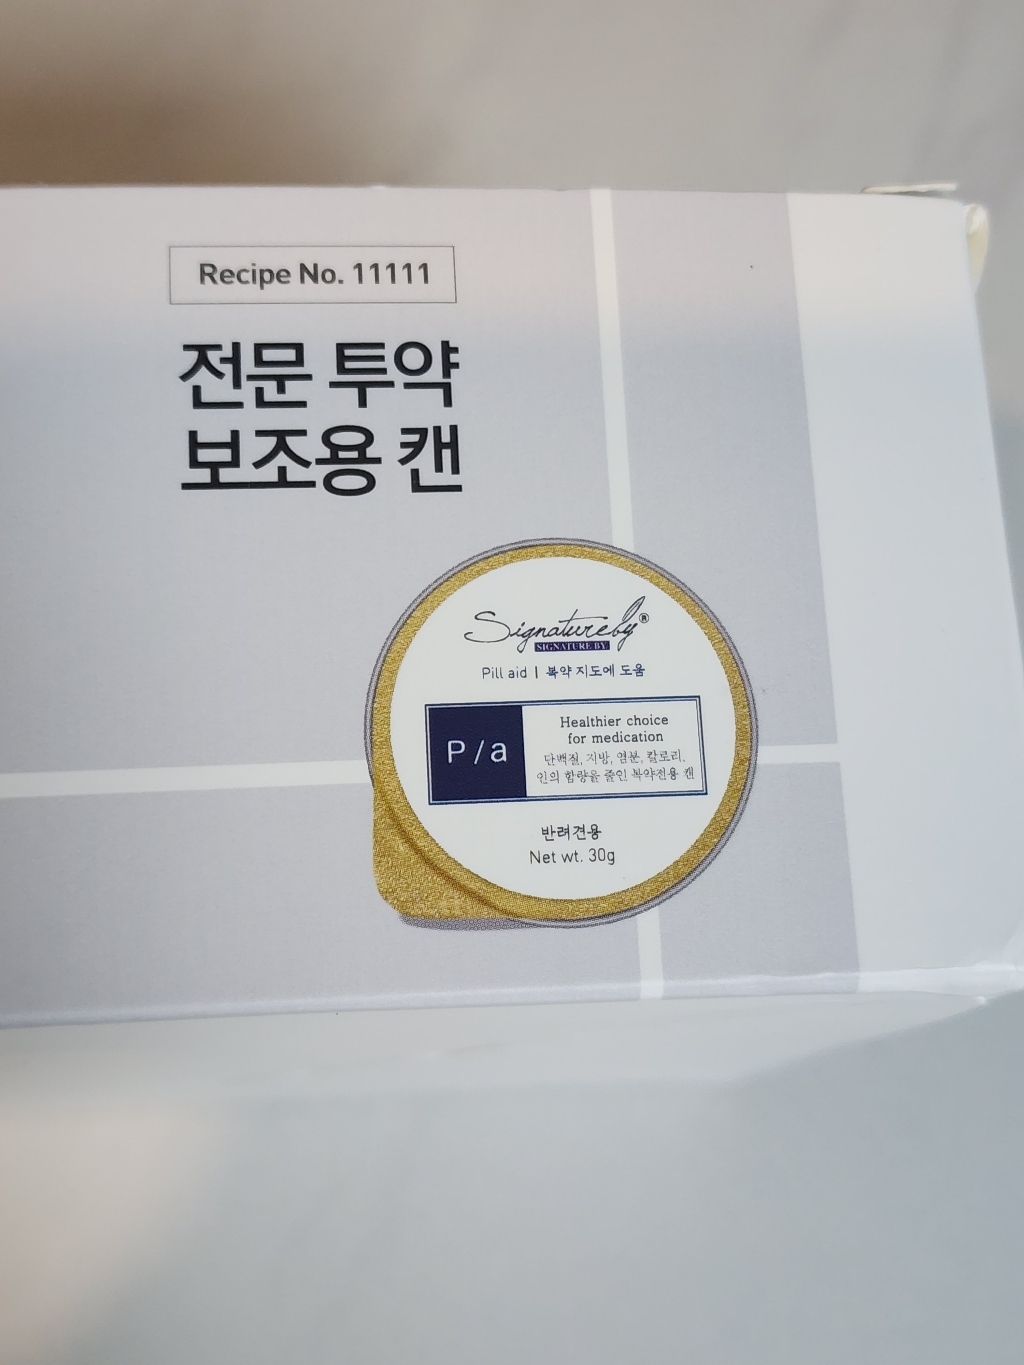 Recipe No. 11111
전문 투약
보조용 캔
Signatureby®
SIGNATURE BY
Pill aid | 복약 지도에 도움
P/a
Healthier choice
for medication
단백질, 지방, 염분, 칼로리,
인의 함량을 줄인 복약전용 캔
반려견용
Net wt. 30g